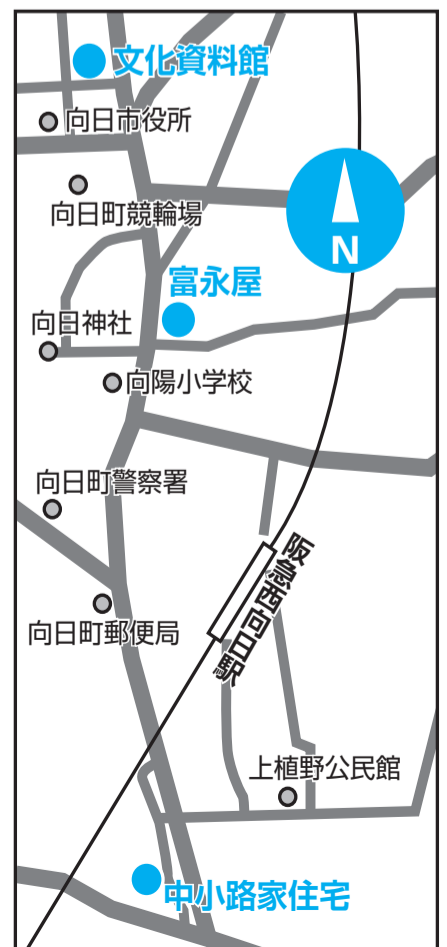 文化資料館
向日市役所
向日町競輪場
N
富永屋
向日神社
向陽小学校
向日町警察署
阪急西向日駅
向日町郵便局
上植野公民館
中小路家住宅